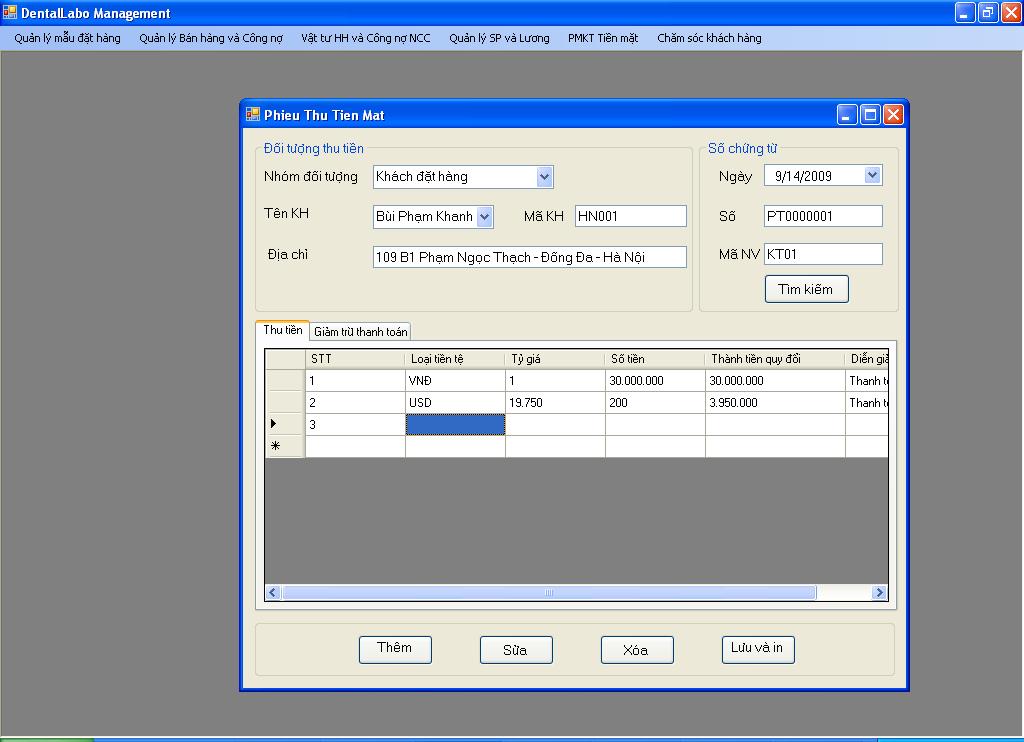 DentalLabo Management
Quản lý mẫu đặt hàng Quản lý Bán hàng và Công nợ Vật tư HH và Công nợ NCC Quản lý SP và Lương PMKT Tiền mặt Chăm sóc khách hàng
Phieu Thu Tien Mat
Đối tượng thu tiền
Số chứng từ
Nhóm đối tượng Khách đặt hàng
Ngày 9/14/2009
Tên KH Bùi Phạm Khanh Mã KH HN001
Số PT0000001
Địa chỉ 109 B1 Phạm Ngọc Thạch - Đống Đa - Hà Nội
Mã NV KT01
Tìm kiếm
Thu tiền Giảm trừ thanh toán
STT Loại tiền tệ Tỷ giá Số tiền Thành tiền quy đổi Diễn giả
1 VNĐ 1 30.000.000 30.000.000 Thanh t
2 USD 19.750 200 3.950.000 Thanh t
3
Thêm Sửa Xóa Lưu và in